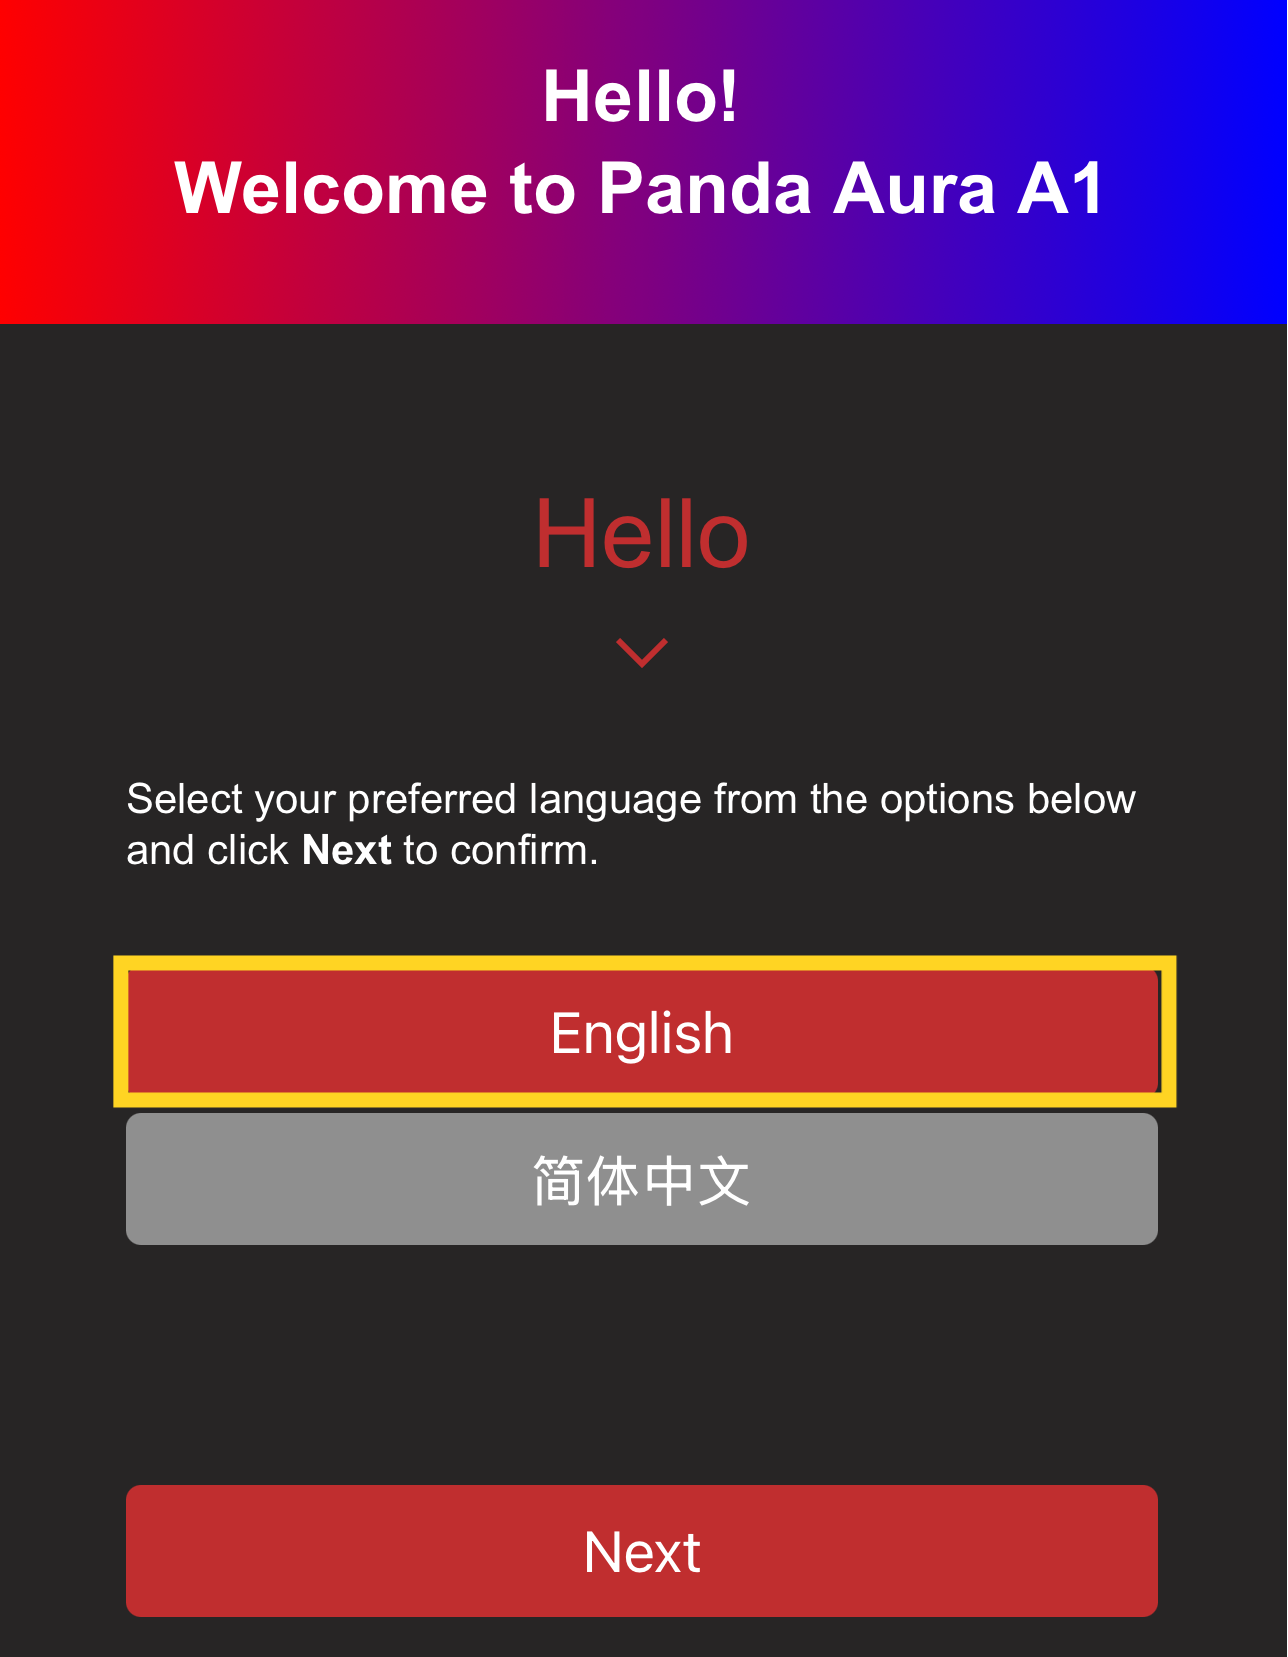 Hello!
Welcome to Panda Aura A1
Hello
Select your preferred language from the options below
and click Next to confirm.
English
简体中文
Next